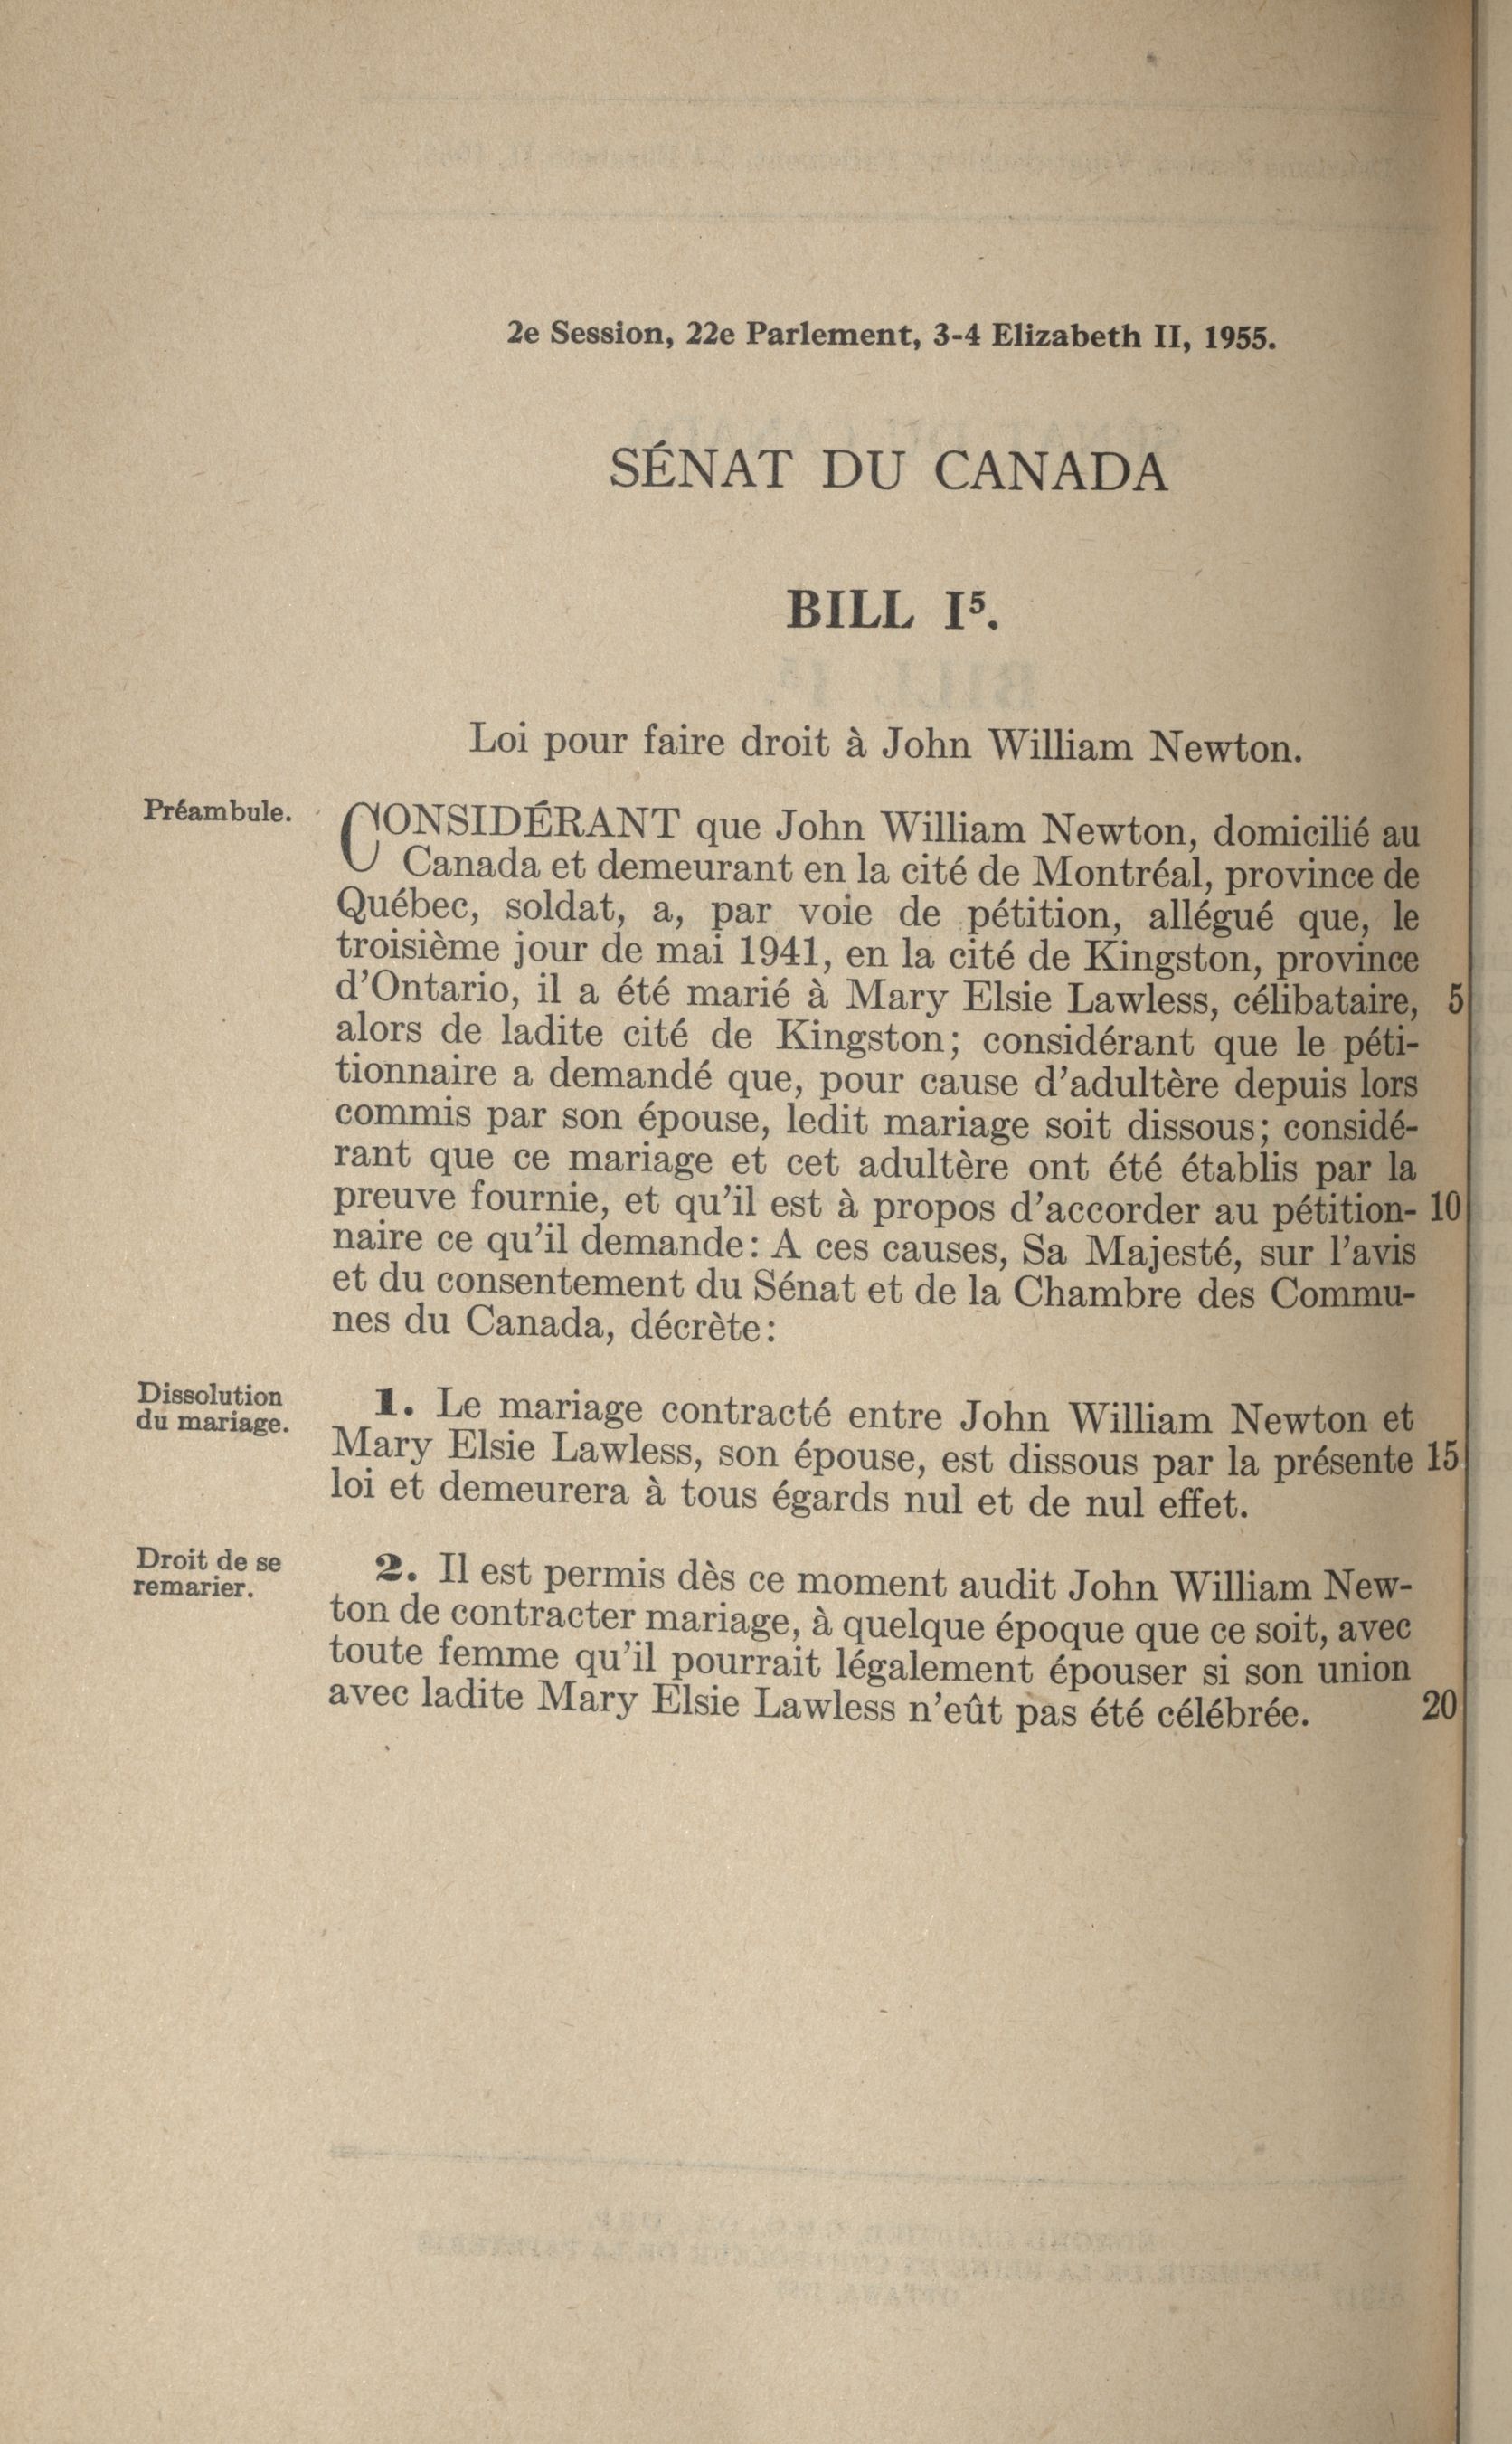 2e Session, 22e Parlement, 3-4 Elizabeth II, 1955.
SÉNAT DU CANADA
BILL I⁵.
Loi pour faire droit à John William Newton.
Préambule.
CONSIDÉRANT que John William Newton, domicilié au
Canada et demeurant en la cité de Montréal, province de
Québec, soldat, a, par voie de pétition, allégué que, le
troisième jour de mai 1941, en la cité de Kingston, province
d'Ontario, il a été marié à Mary Elsie Lawless, célibataire, 5
alors de ladite cité de Kingston; considérant que le péti-
tionnaire a demandé que, pour cause d'adultère depuis lors
commis par son épouse, ledit mariage soit dissous; considé-
rant que ce mariage et cet adultère ont été établis par la
preuve fournie, et qu'il est à propos d'accorder au pétition- 10
naire ce qu'il demande: A ces causes, Sa Majesté, sur l'avis
et du consentement du Sénat et de la Chambre des Commu-
nes du Canada, décrète:
Dissolution
du mariage.
1. Le mariage contracté entre John William Newton et
Mary Elsie Lawless, son épouse, est dissous par la présente 15
loi et demeurera à tous égards nul et de nul effet.
Droit de se
remarier.
2. Il est permis dès ce moment audit John William New-
ton de contracter mariage, à quelque époque que ce soit, avec
toute femme qu'il pourrait légalement épouser si son union
avec ladite Mary Elsie Lawless n'eût pas été célébrée. 20